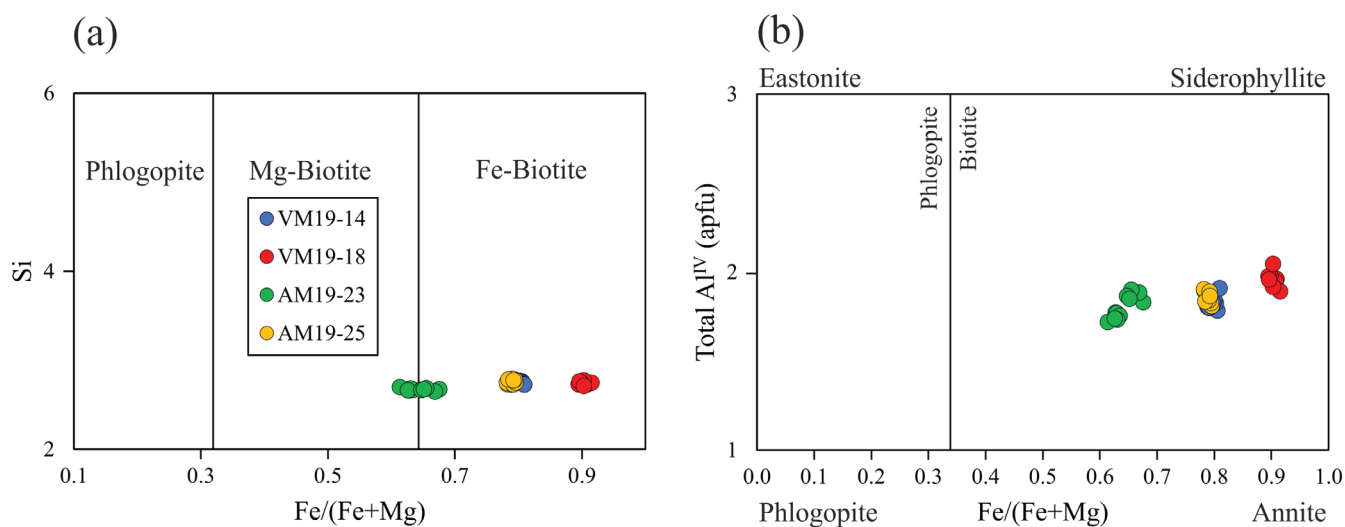 (a)
6
4
2
Si
Phlogopite
Mg-Biotite
Fe-Biotite
VM19-14
VM19-18
AM19-23
AM19-25
0.1 0.3 0.5 0.7 0.9
Fe/(Fe+Mg)
(b)
Eastonite Siderophyllite
3
2
1
Total Al^IV (apfu)
Phlogopite
Biotite
0.0 0.1 0.2 0.3 0.4 0.5 0.6 0.7 0.8 0.9 1.0
Phlogopite Fe/(Fe+Mg) Annite